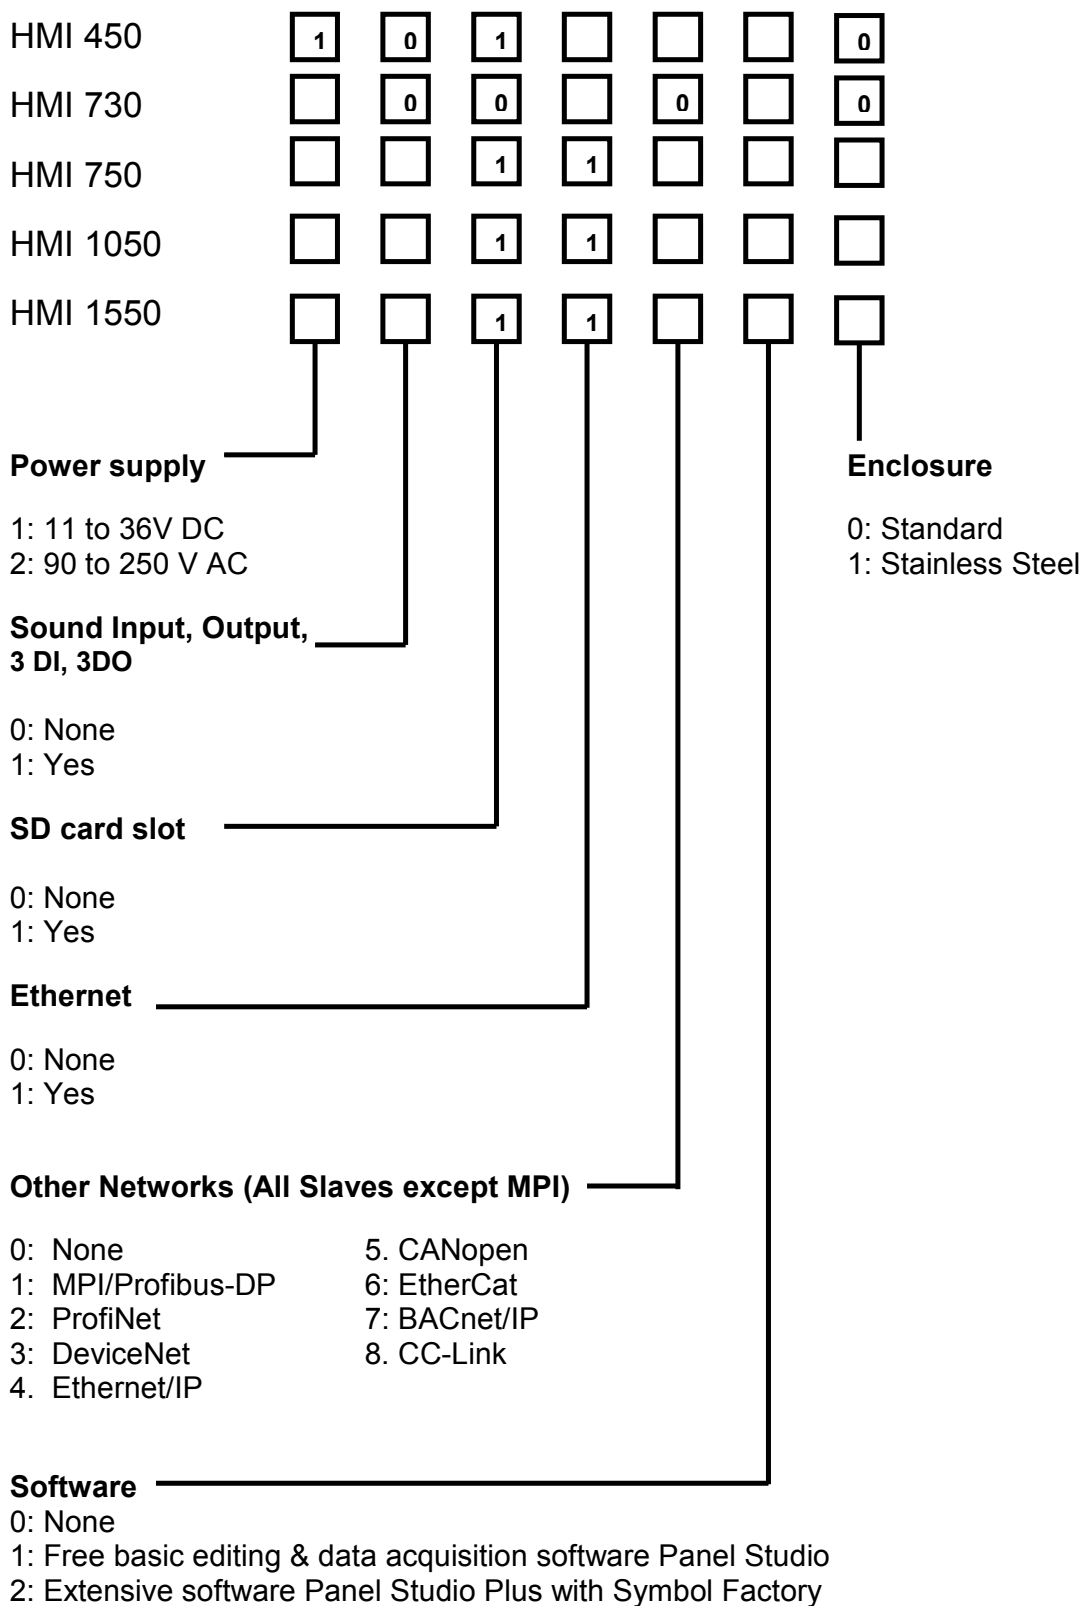 HMI 450 1 0 1 0
HMI 730 0 0 0 0
HMI 750 1 1
HMI 1050 1 1
HMI 1550 1 1
Power supply
1: 11 to 36V DC
2: 90 to 250 V AC
Enclosure
0: Standard
1: Stainless Steel
Sound Input, Output,
3 DI, 3DO
0: None
1: Yes
SD card slot
0: None
1: Yes
Ethernet
0: None
1: Yes
Other Networks (All Slaves except MPI)
0: None 5. CANopen
1: MPI/Profibus-DP 6: EtherCat
2: ProfiNet 7: BACnet/IP
3: DeviceNet 8. CC-Link
4. Ethernet/IP
Software
0: None
1: Free basic editing & data acquisition software Panel Studio
2: Extensive software Panel Studio Plus with Symbol Factory